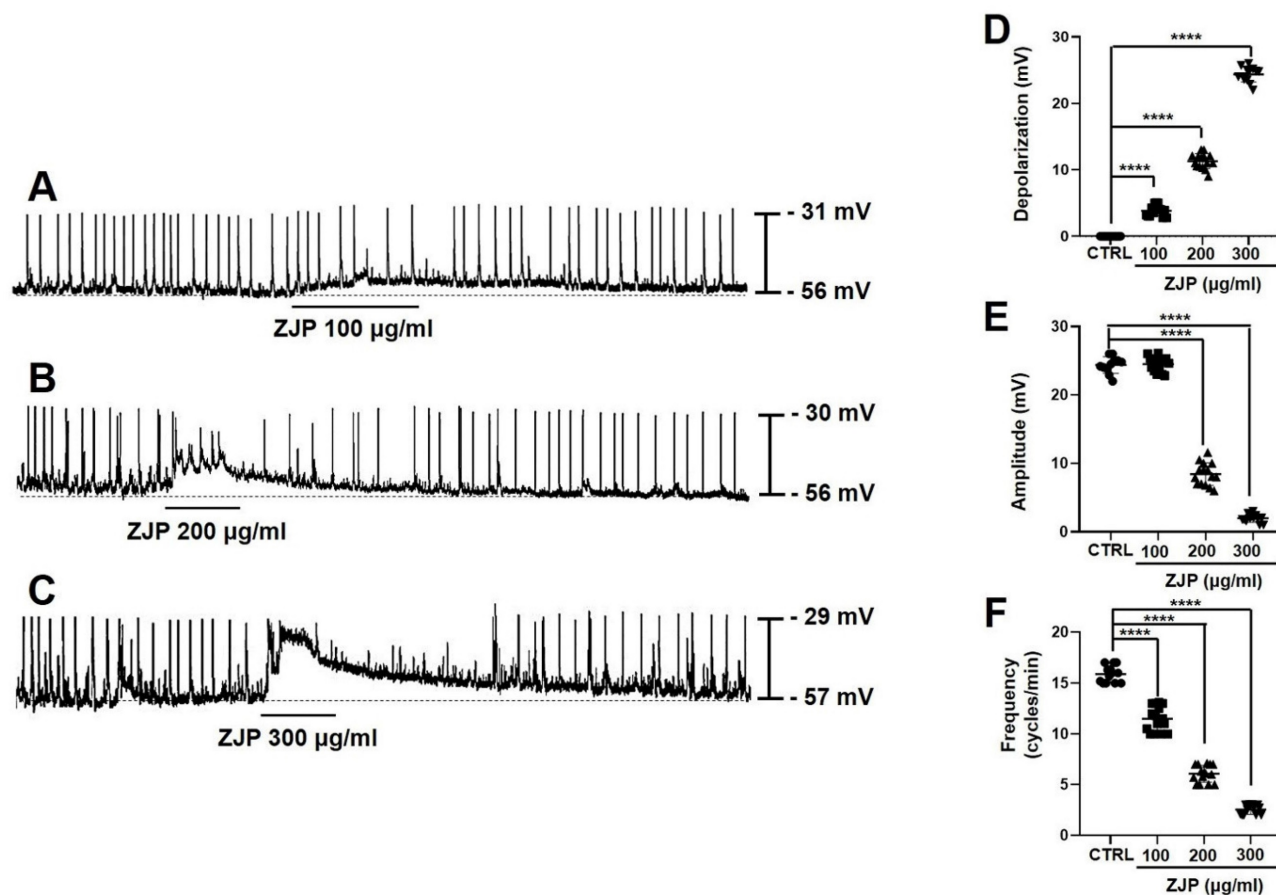 A
- 31 mV
- 56 mV
ZJP 100 µg/ml
B
- 30 mV
- 56 mV
ZJP 200 µg/ml
C
- 29 mV
- 57 mV
ZJP 300 µg/ml
D
Depolarization (mV)
30
20
10
0
****
****
****
CTRL 100 200 300
ZJP (µg/ml)
E
Amplitude (mV)
30
20
10
0
****
****
CTRL 100 200 300
ZJP (µg/ml)
F
Frequency
(cycles/min)
20
15
10
5
0
****
****
****
CTRL 100 200 300
ZJP (µg/ml)